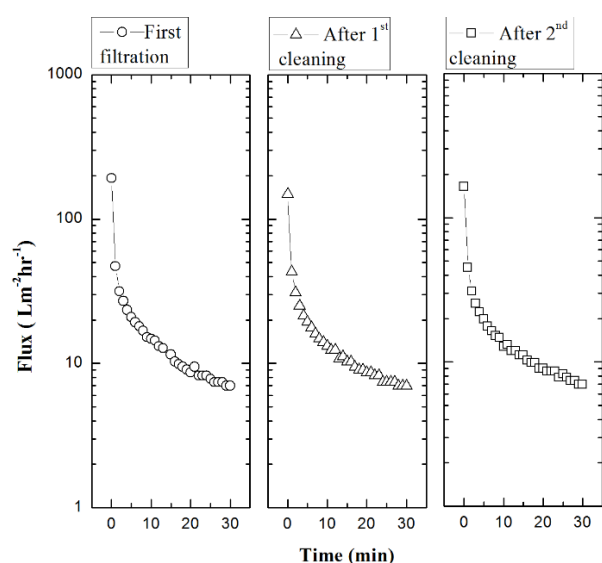 First
filtration
After 1st
cleaning
After 2nd
cleaning
1000
100
10
1
Flux ( Lm-2hr-1)
0 10 20 30
0 10 20 30
0 10 20 30
Time (min)